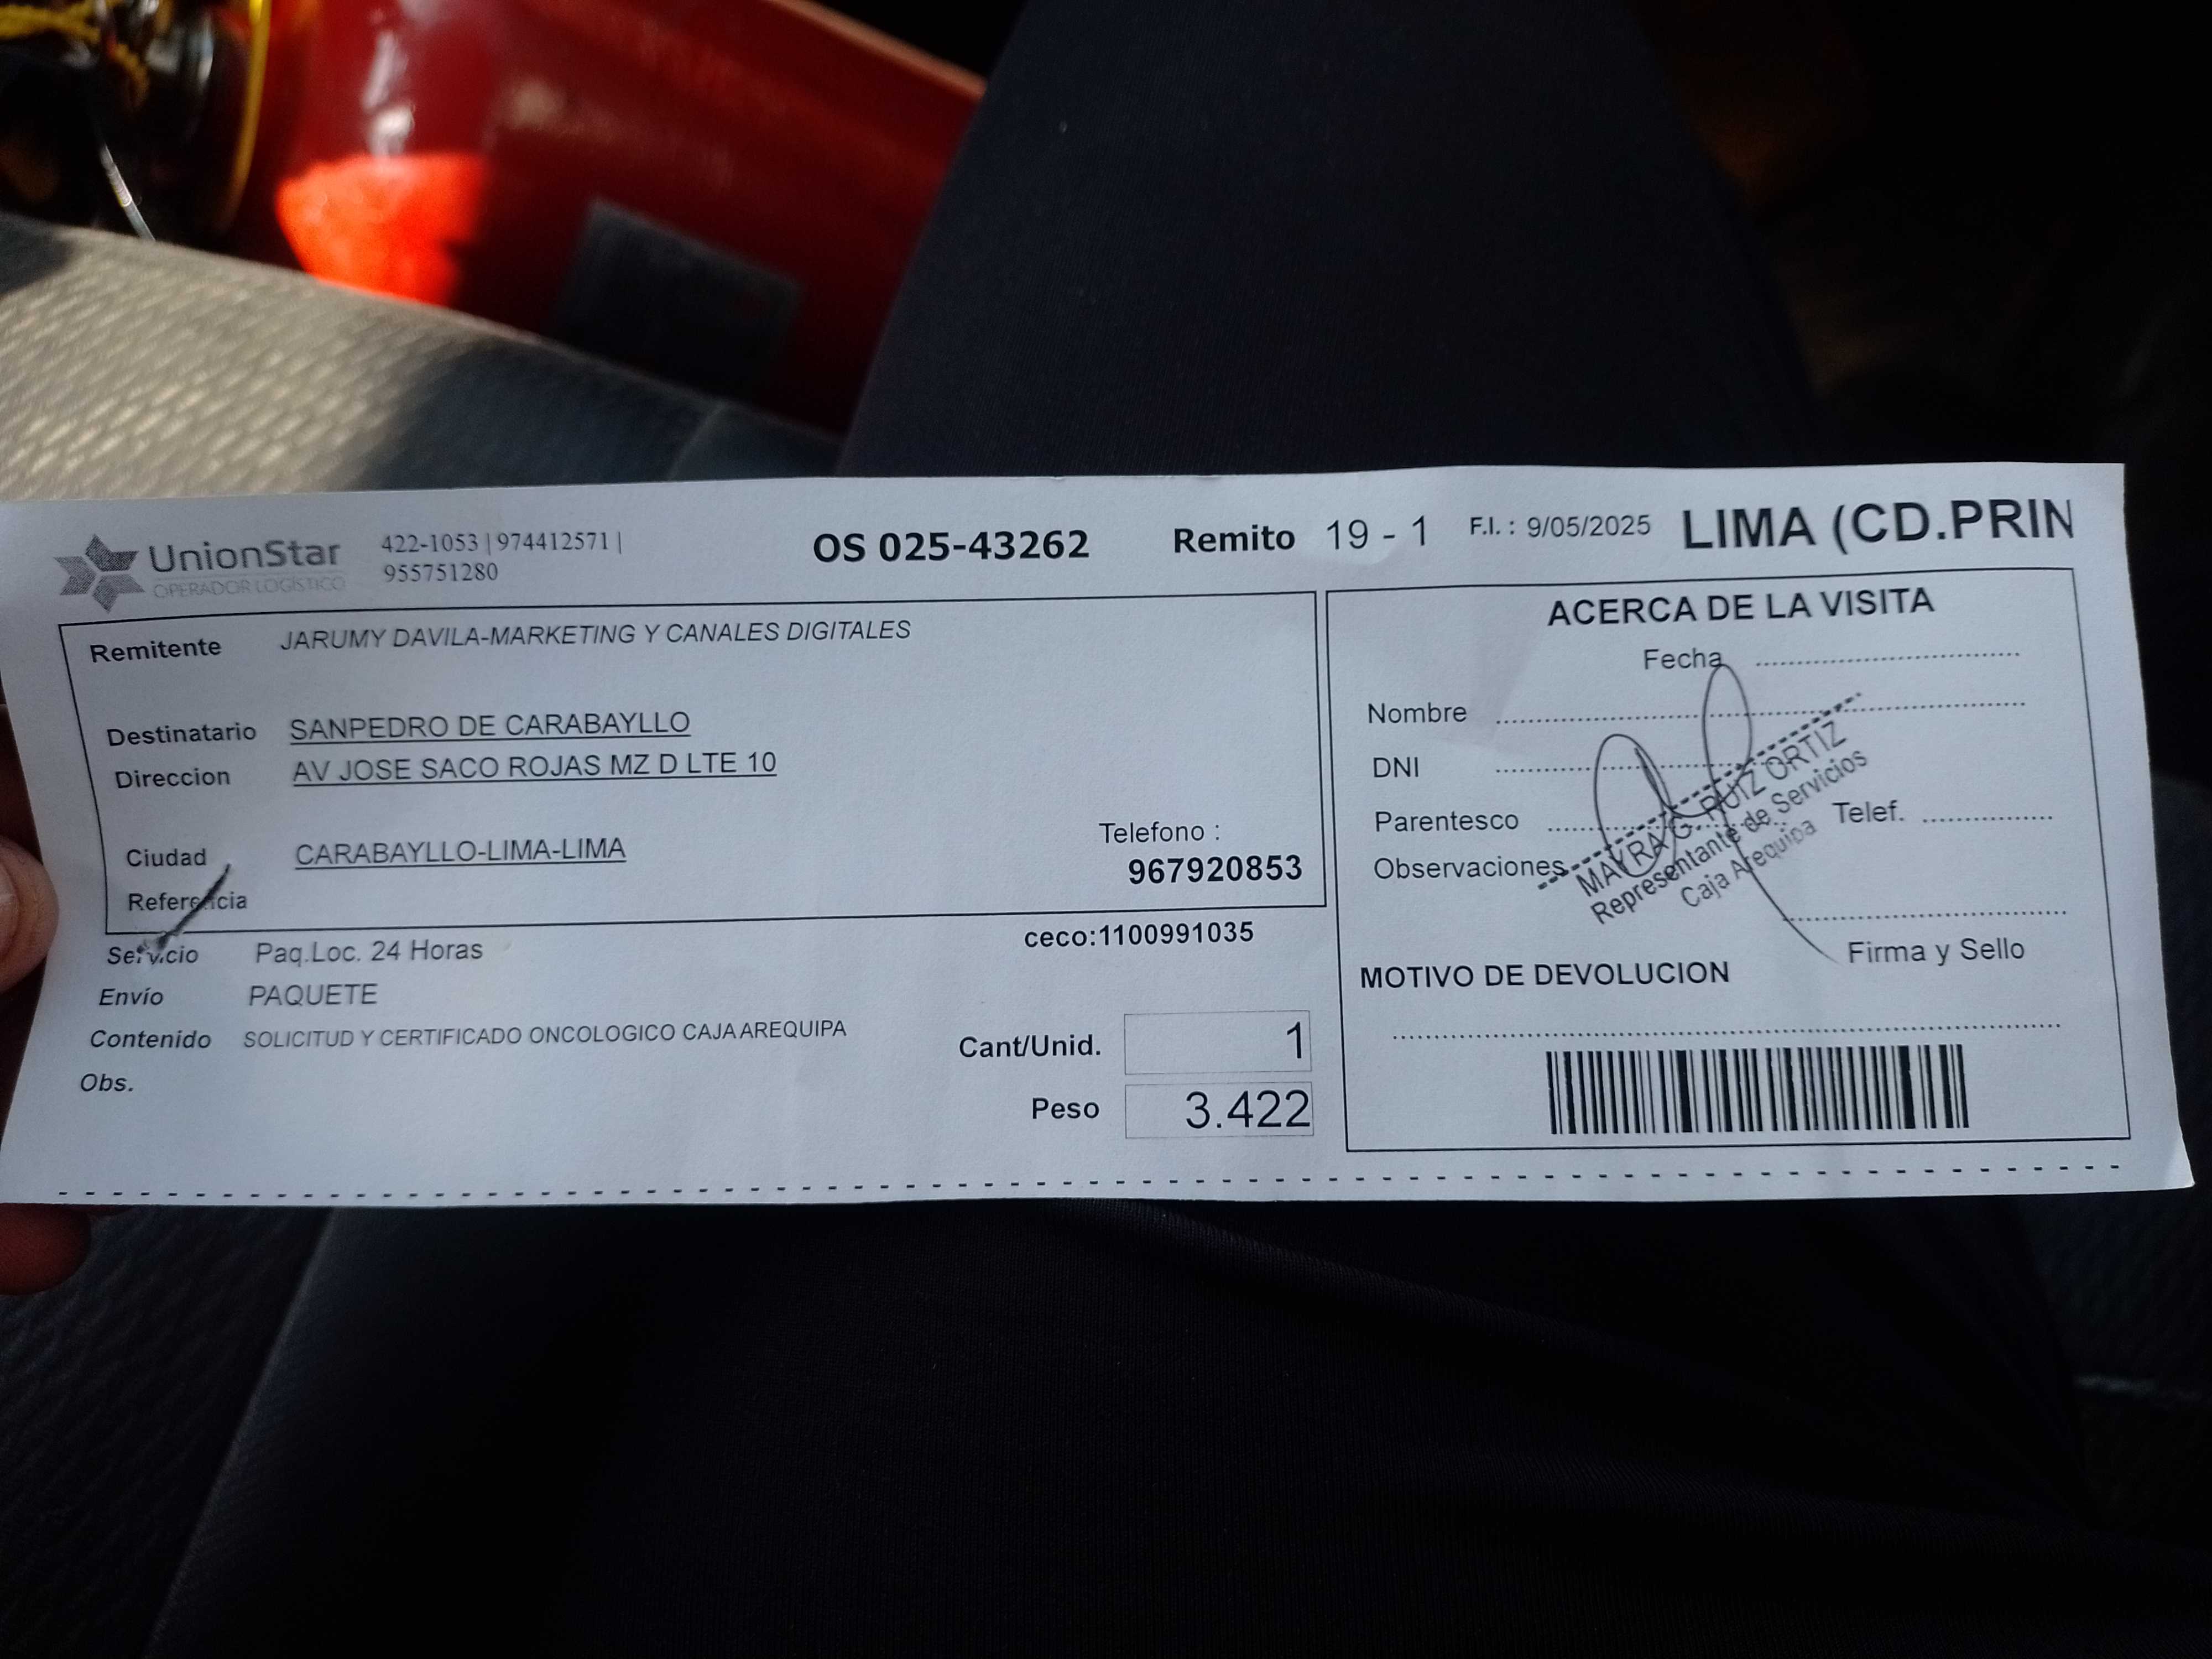 UnionStar
OPERADOR LOGÍSTICO
422-1053 | 974412571 |
955751280
OS 025-43262
Remito 19 - 1
F.I. : 9/05/2025
LIMA (CD.PRIN
Remitente JARUMY DAVILA-MARKETING Y CANALES DIGITALES
Destinatario SANPEDRO DE CARABAYLLO
Direccion AV JOSE SACO ROJAS MZ D LTE 10
Ciudad CARABAYLLO-LIMA-LIMA
Telefono :
967920853
Referencia
Servicio Paq.Loc. 24 Horas
ceco:1100991035
Envío PAQUETE
Contenido SOLICITUD Y CERTIFICADO ONCOLOGICO CAJA AREQUIPA
Cant/Unid. 1
Obs.
Peso 3.422
ACERCA DE LA VISITA
Fecha
Nombre
DNI
Parentesco
Telef.
Observaciones
MAYRA G. RUIZ ORTIZ
Representante de Servicios
Caja Arequipa
Firma y Sello
MOTIVO DE DEVOLUCION